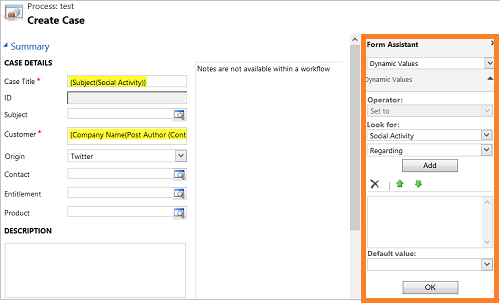 Process: test
Create Case
Summary
CASE DETAILS
Case Title * {Subject(Social Activity)}
ID
Subject
Customer * {Company Name(Post Author (Cont
Origin Twitter
Contact
Entitlement
Product
DESCRIPTION
Notes are not available within a workflow
Form Assistant
Dynamic Values
Dynamic Values
Operator:
Set to
Look for:
Social Activity
Regarding
Add
Default value:
OK